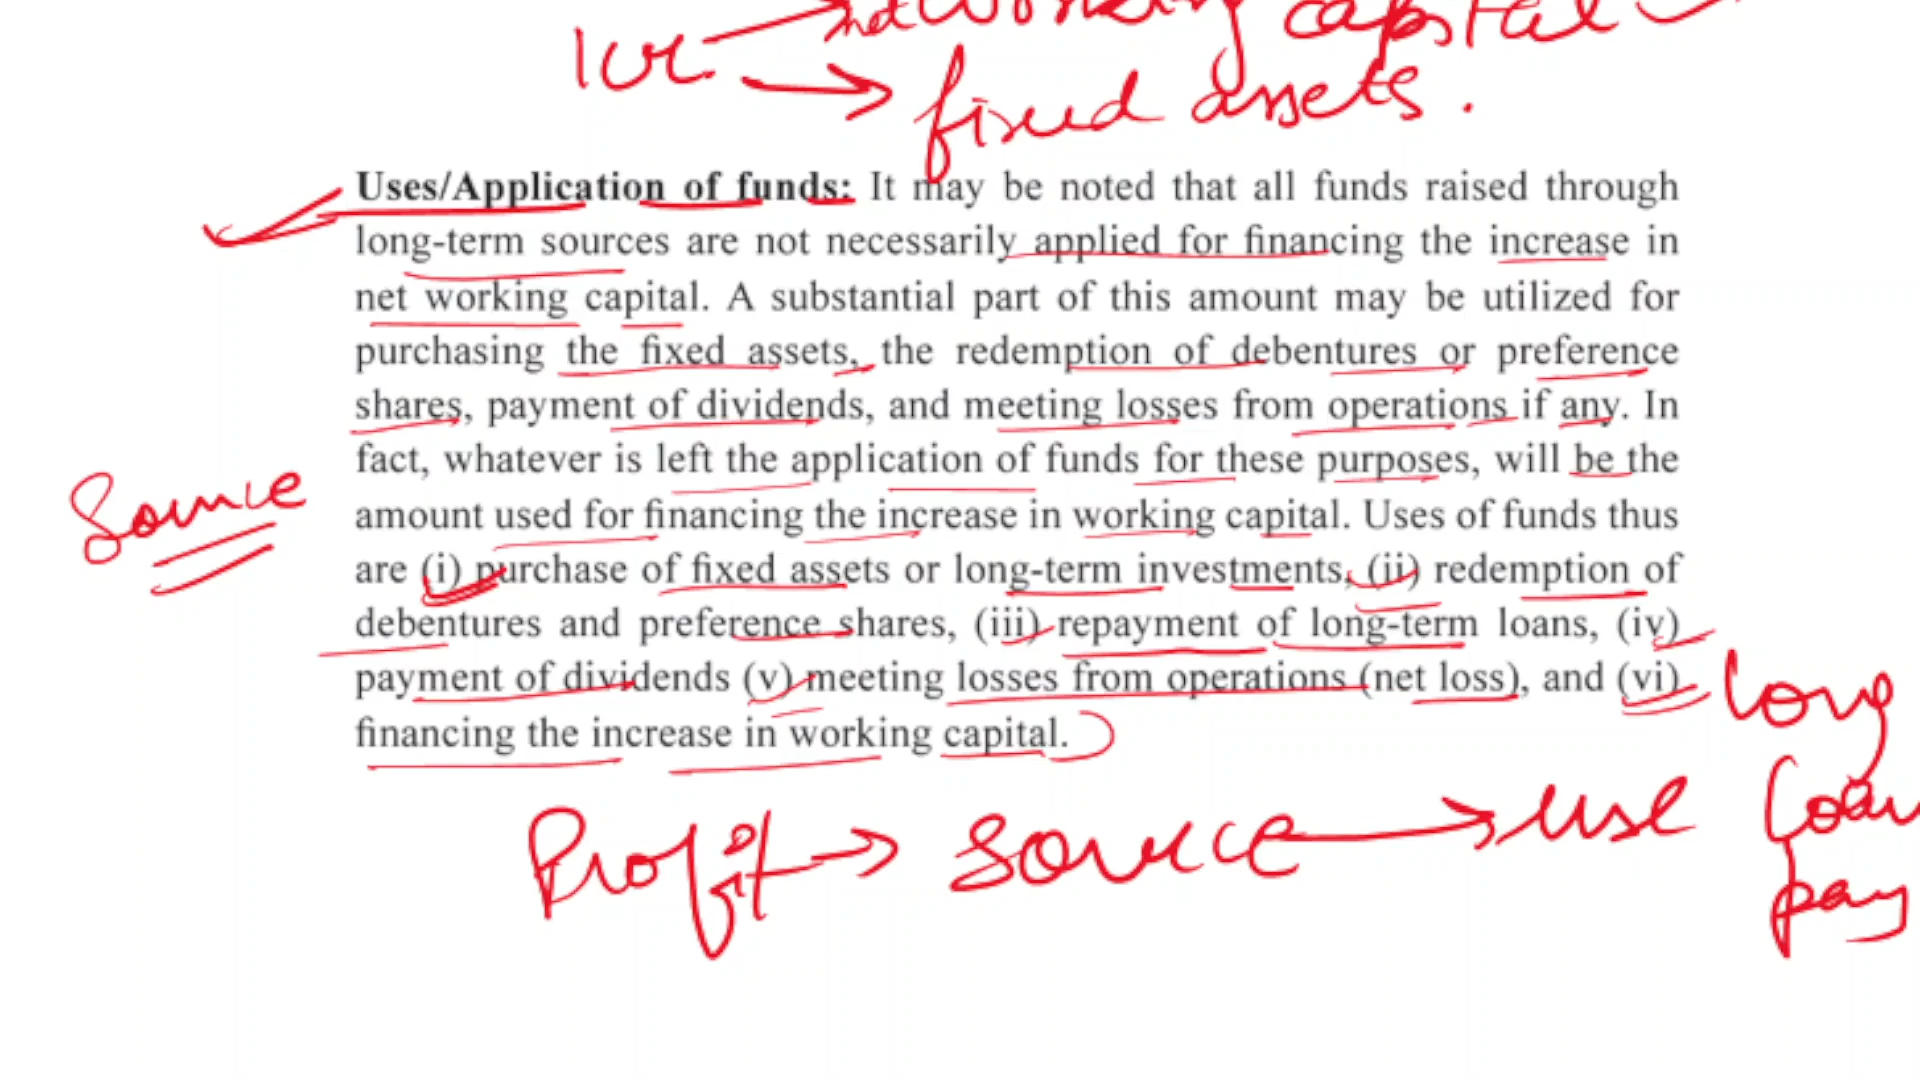 net working capital
fixed assets.
Uses/Application of funds: It may be noted that all funds raised through
long-term sources are not necessarily applied for financing the increase in
net working capital. A substantial part of this amount may be utilized for
purchasing the fixed assets, the redemption of debentures or preference
shares, payment of dividends, and meeting losses from operations if any. In
fact, whatever is left the application of funds for these purposes, will be the
Source
amount used for financing the increase in working capital. Uses of funds thus
are (i) purchase of fixed assets or long-term investments, (ii) redemption of
debentures and preference shares, (iii) repayment of long-term loans, (iv)
payment of dividends (v) meeting losses from operations (net loss), and (vi)
financing the increase in working capital.
Long
Profit → source → use
loan
pay